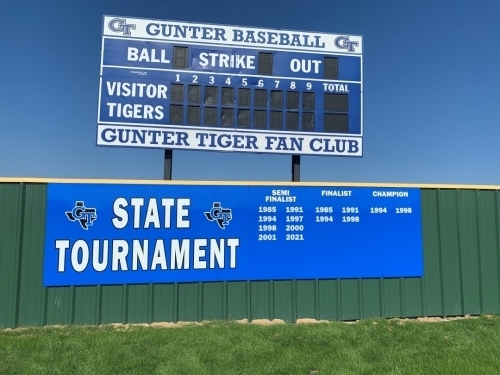 GT GUNTER BASEBALL GT
BALL STRIKE OUT
1 2 3 4 5 6 7 8 9 TOTAL
VISITOR
TIGERS
GUNTER TIGER FAN CLUB
GT STATE GT
TOURNAMENT
SEMI
FINALIST
1985 1991
1994 1997
1998 2000
2001 2021
FINALIST
1985 1991
1994 1998
CHAMPION
1994 1998